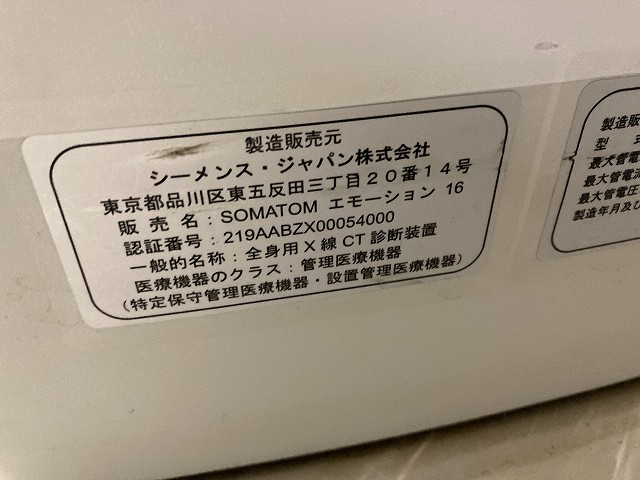 製造販売元
シーメンス・ジャパン株式会社
東京都品川区東五反田三丁目20番14号
販売名：SOMATOM エモーション 16
認証番号：219AABZX00054000
一般的名称：全身用X線CT診断装置
医療機器のクラス：管理医療機器
(特定保守管理医療機器・設置管理医療機器)
製造販
型 式
最大管電
最大管電流
最大管電圧
製造年月及び